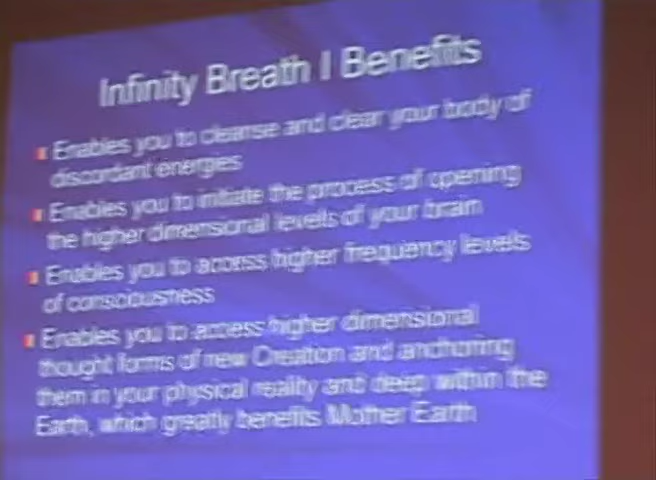 Infinity Breath I Benefits
Enables you to cleanse and clear your body of
discordant energies
Enables you to initiate the process of opening
the higher dimensional levels of your brain
Enables you to access higher frequency levels
of consciousness
Enables you to access higher dimensional
thought forms of new Creation and anchoring
them in your physical reality and deep within the
Earth, which greatly benefits Mother Earth